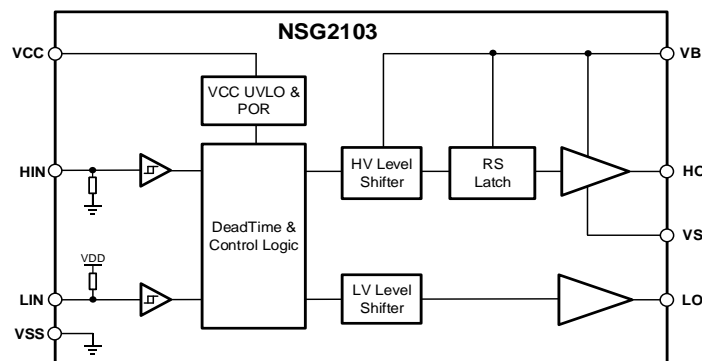 NSG2103
VCC
VB
VCC UVLO &
POR
HIN
HV Level
Shifter
RS
Latch
HO
DeadTime &
Control Logic
VS
VDD
LIN
LV Level
Shifter
LO
VSS